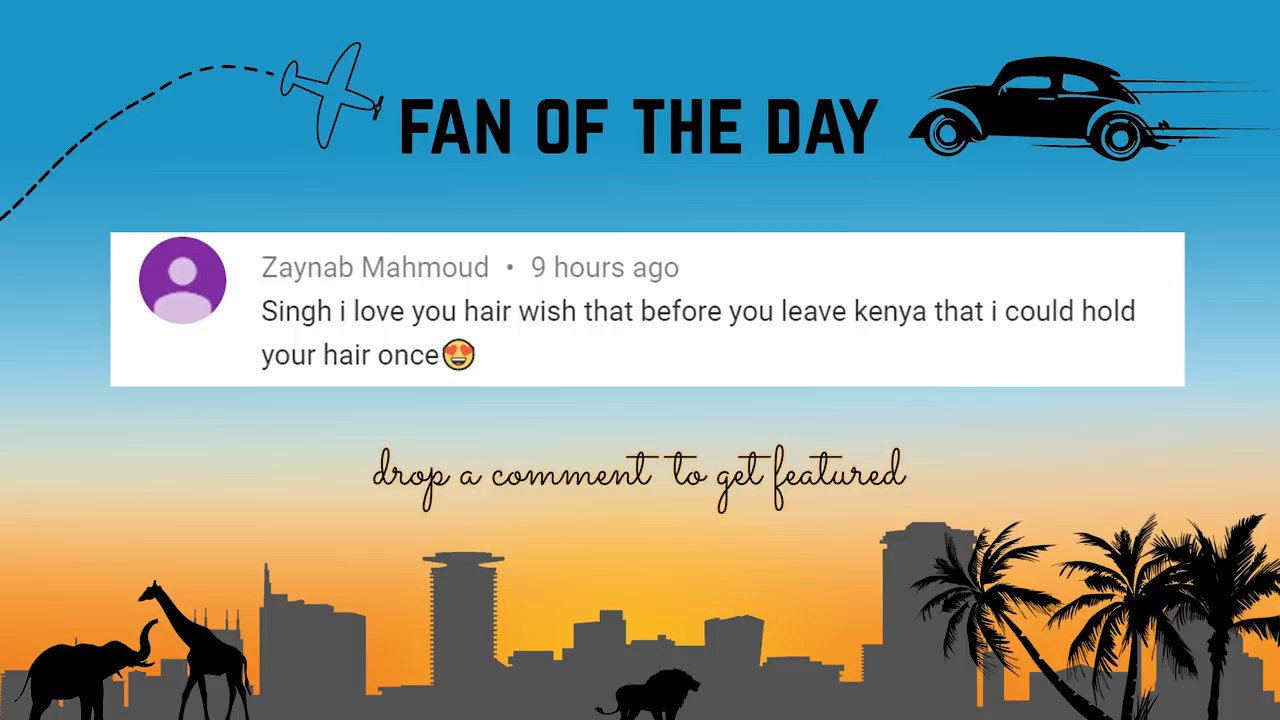 FAN OF THE DAY
Zaynab Mahmoud • 9 hours ago
Singh i love you hair wish that before you leave kenya that i could hold
your hair once😍
drop a comment to get featured